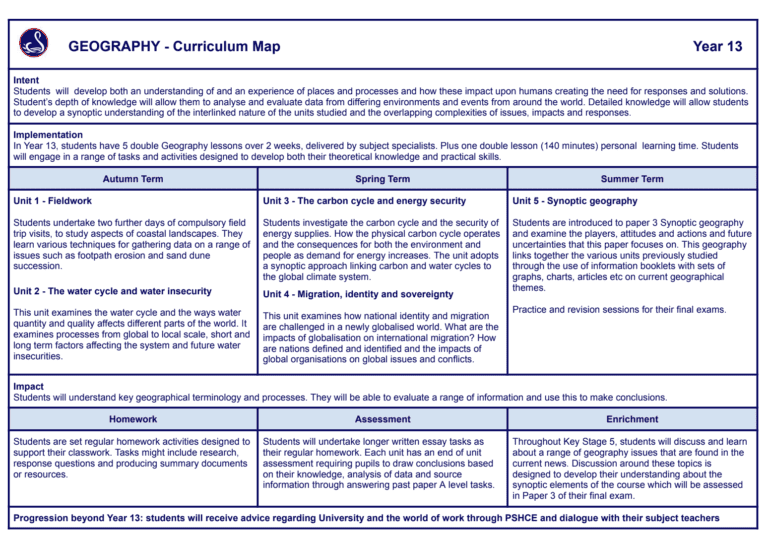 GEOGRAPHY - Curriculum Map
Year 13
Intent
Students will develop both an understanding of and an experience of places and processes and how these impact upon humans creating the need for responses and solutions.
Student's depth of knowledge will allow them to analyse and evaluate data from differing environments and events from around the world. Detailed knowledge will allow students
to develop a synoptic understanding of the interlinked nature of the units studied and the overlapping complexities of issues, impacts and responses.
Implementation
In Year 13, students have 5 double Geography lessons over 2 weeks, delivered by subject specialists. Plus one double lesson (140 minutes) personal learning time. Students
will engage in a range of tasks and activities designed to develop both their theoretical knowledge and practical skills.
Autumn Term
Unit 1 - Fieldwork
Students undertake two further days of compulsory field
trip visits, to study aspects of coastal landscapes. They
learn various techniques for gathering data on a range of
issues such as footpath erosion and sand dune
succession.
Unit 2 - The water cycle and water insecurity
This unit examines the water cycle and the ways water
quantity and quality affects different parts of the world. It
examines processes from global to local scale, short and
long term factors affecting the system and future water
insecurities.
Spring Term
Unit 3 - The carbon cycle and energy security
Students investigate the carbon cycle and the security of
energy supplies. How the physical carbon cycle operates
and the consequences for both the environment and
people as demand for energy increases. The unit adopts
a synoptic approach linking carbon and water cycles to
the global climate system.
Unit 4 - Migration, identity and sovereignty
This unit examines how national identity and migration
are challenged in a newly globalised world. What are the
impacts of globalisation on international migration? How
are nations defined and identified and the impacts of
global organisations on global issues and conflicts.
Summer Term
Unit 5 - Synoptic geography
Students are introduced to paper 3 Synoptic geography
and examine the players, attitudes and actions and future
uncertainties that this paper focuses on. This geography
links together the various units previously studied
through the use of information booklets with sets of
graphs, charts, articles etc on current geographical
themes.
Practice and revision sessions for their final exams.
Impact
Students will understand key geographical terminology and processes. They will be able to evaluate a range of information and use this to make conclusions.
Homework
Students are set regular homework activities designed to
support their classwork. Tasks might include research,
response questions and producing summary documents
or resources.
Assessment
Students will undertake longer written essay tasks as
their regular homework. Each unit has an end of unit
assessment requiring pupils to draw conclusions based
on their knowledge, analysis of data and source
information through answering past paper A level tasks.
Enrichment
Throughout Key Stage 5, students will discuss and learn
about a range of geography issues that are found in the
current news. Discussion around these topics is
designed to develop their understanding about the
synoptic elements of the course which will be assessed
in Paper 3 of their final exam.
Progression beyond Year 13: students will receive advice regarding University and the world of work through PSHCE and dialogue with their subject teachers